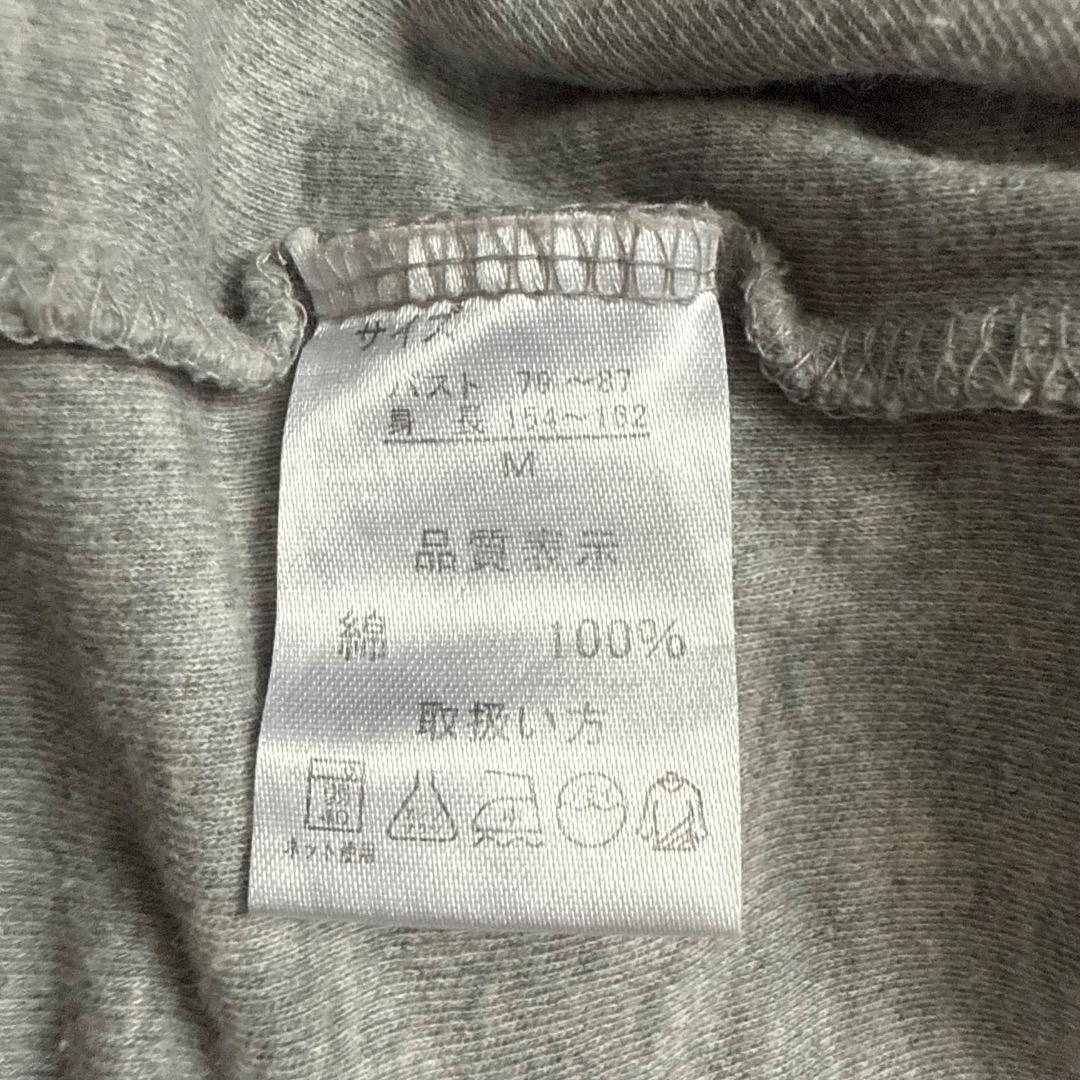 サイズ
バスト 79～87
身 長 154～162
M
品質表示
綿 100%
取扱い方
40
ネット使用